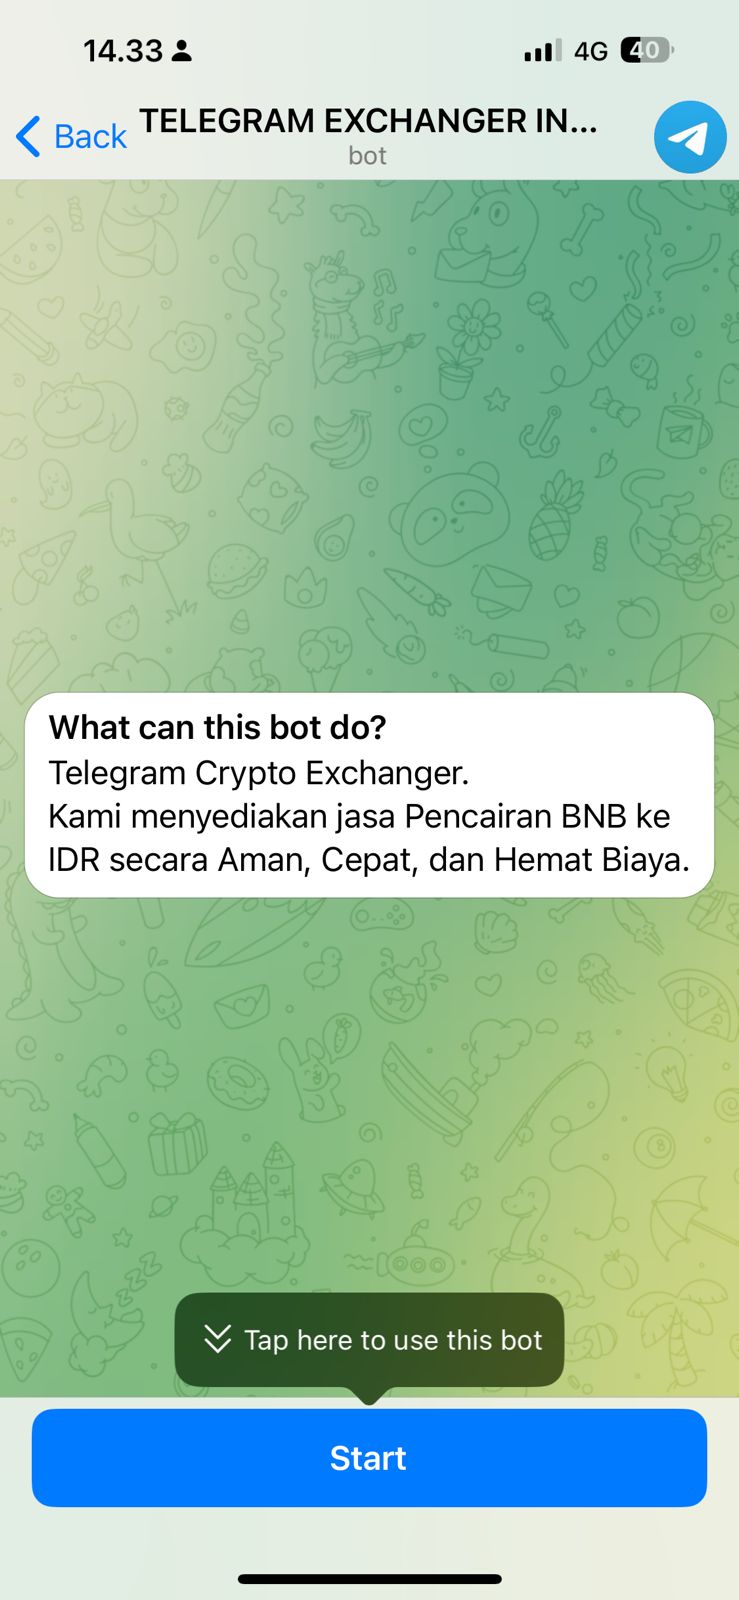 14.33
4G
40
Back
TELEGRAM EXCHANGER IN...
bot
What can this bot do?
Telegram Crypto Exchanger.
Kami menyediakan jasa Pencairan BNB ke
IDR secara Aman, Cepat, dan Hemat Biaya.
Tap here to use this bot
Start